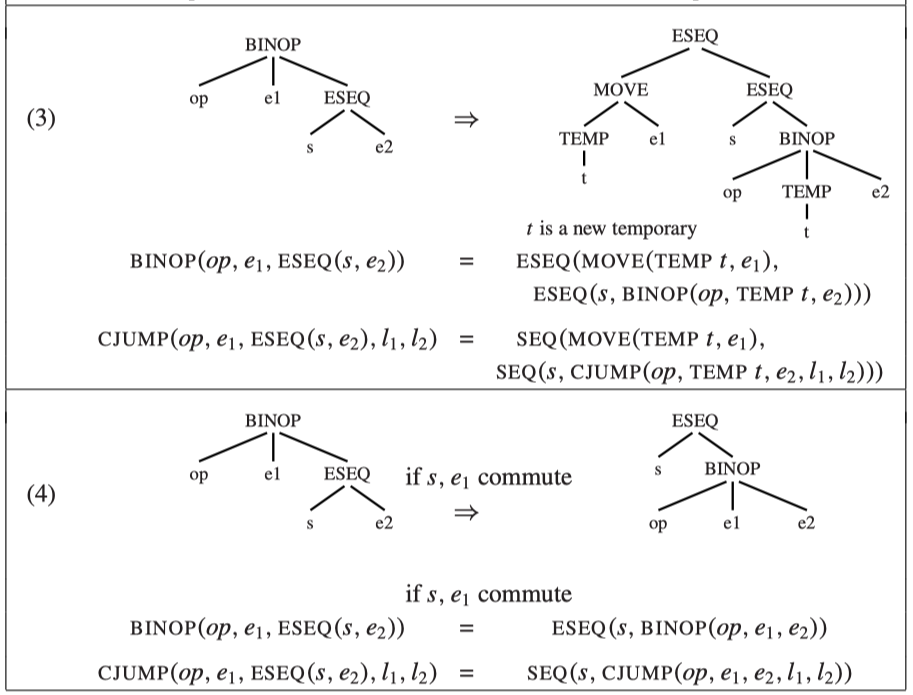 BINOP
op e1 ESEQ
s e2
(3)
⇒
ESEQ
MOVE ESEQ
TEMP e1 s BINOP
t op TEMP e2
t
t is a new temporary
BINOP(op, e₁, ESEQ(s, e₂)) = ESEQ(MOVE(TEMP t, e₁),
ESEQ(s, BINOP(op, TEMP t, e₂)))
CJUMP(op, e₁, ESEQ(s, e₂), l₁, l₂) = SEQ(MOVE(TEMP t, e₁),
SEQ(s, CJUMP(op, TEMP t, e₂, l₁, l₂)))
BINOP
op e1 ESEQ
s e2
(4)
if s, e₁ commute
⇒
ESEQ
s BINOP
op e1 e2
if s, e₁ commute
BINOP(op, e₁, ESEQ(s, e₂)) = ESEQ(s, BINOP(op, e₁, e₂))
CJUMP(op, e₁, ESEQ(s, e₂), l₁, l₂) = SEQ(s, CJUMP(op, e₁, e₂, l₁, l₂))